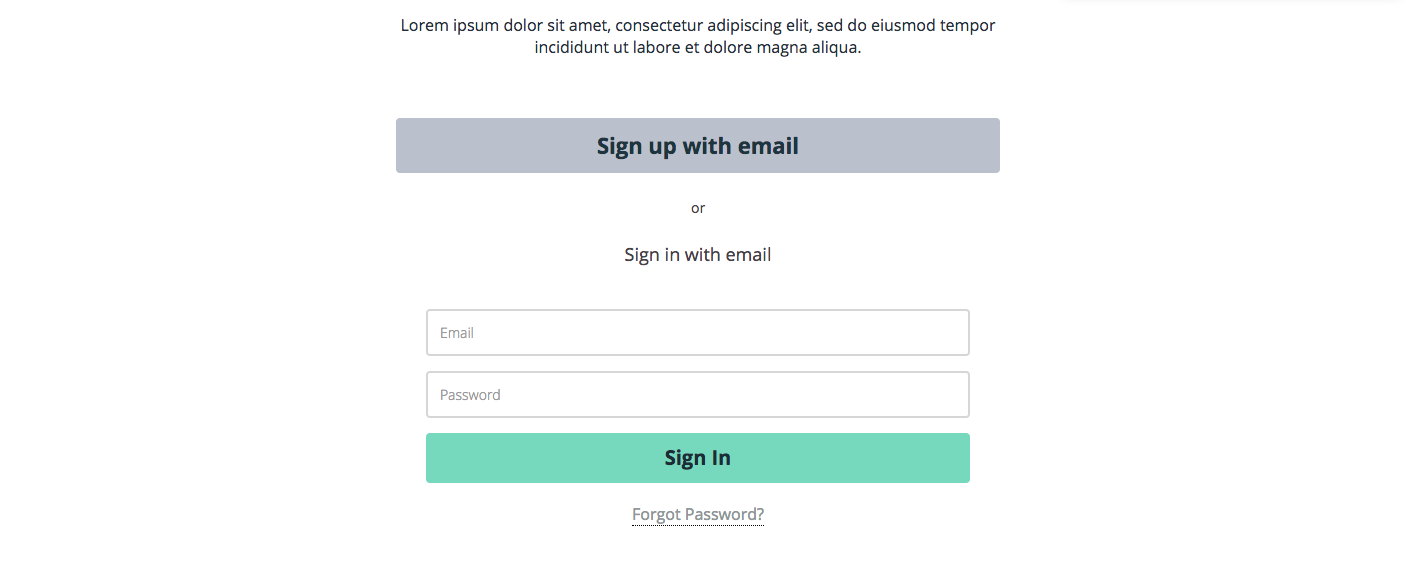 Lorem ipsum dolor sit amet, consectetur adipiscing elit, sed do eiusmod tempor
incididunt ut labore et dolore magna aliqua.
Sign up with email
or
Sign in with email
Email
Password
Sign In
Forgot Password?